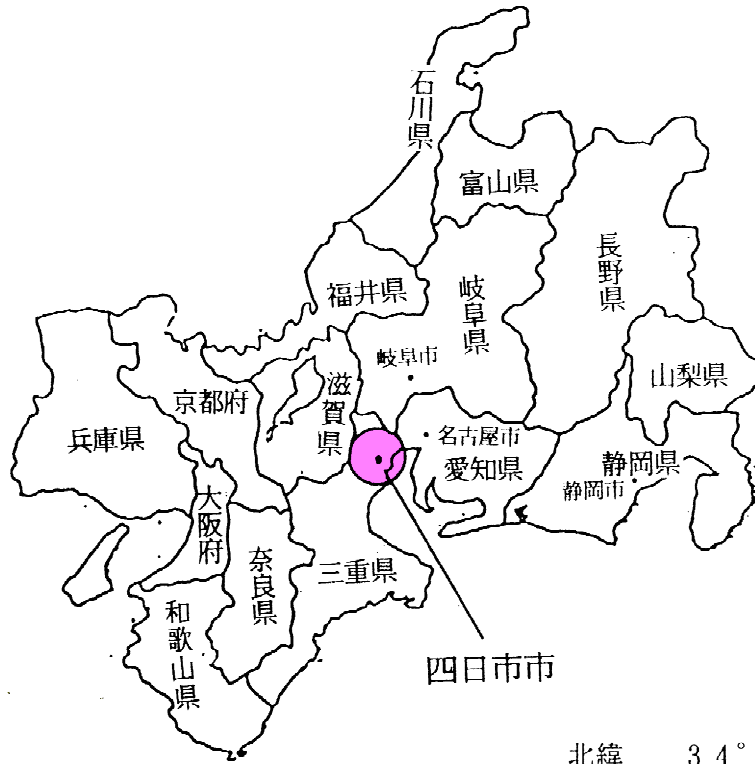 石川県
富山県
長野県
福井県
岐阜県
岐阜市
山梨県
滋賀県
京都府
兵庫県
名古屋市
愛知県
静岡県
静岡市
大阪府
奈良県
三重県
和歌山県
四日市市
北緯 34°